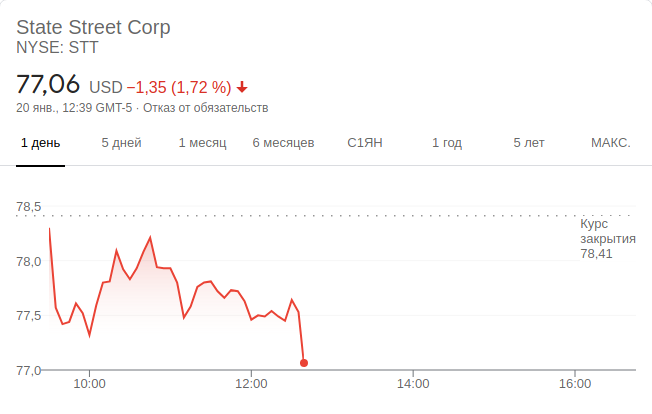 State Street Corp
NYSE: STT
77,06 USD −1,35 (1,72 %)
20 янв., 12:39 GMT-5 · Отказ от обязательств
1 день 5 дней 1 месяц 6 месяцев С1ЯН 1 год 5 лет МАКС.
78,5
Курс
закрытия
78,41
78,0
77,5
77,0
10:00 12:00 14:00 16:00